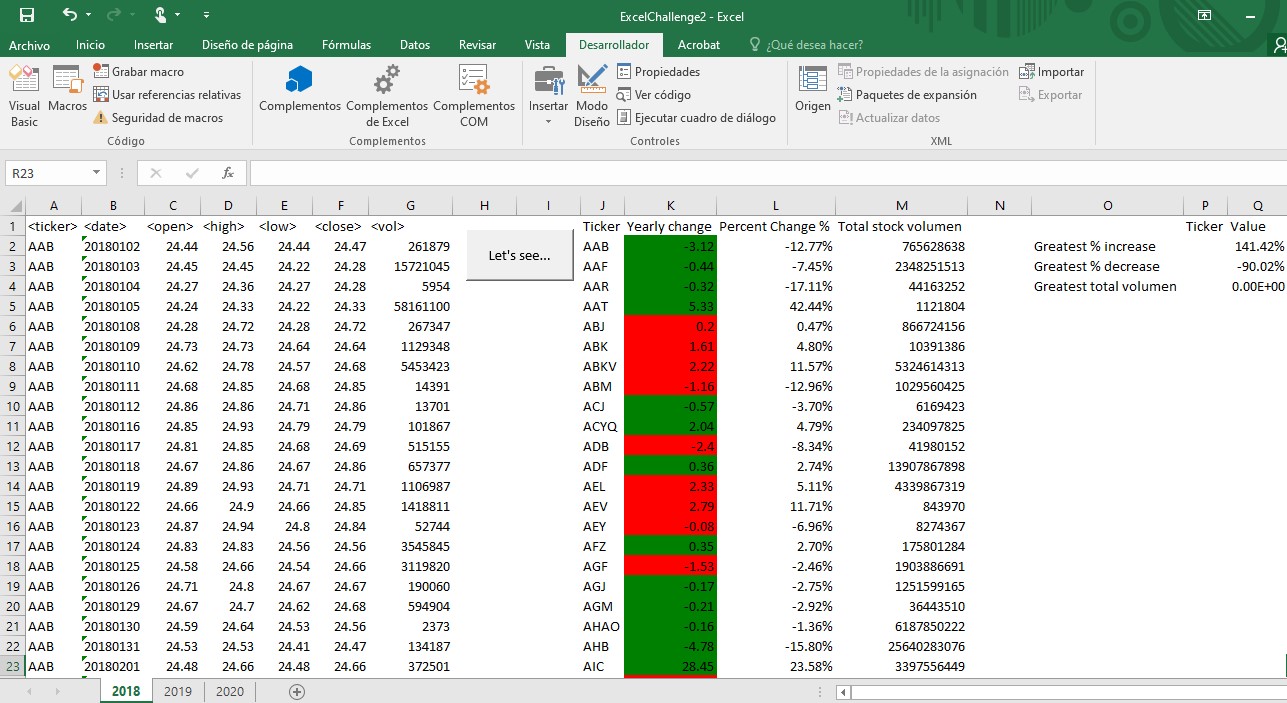 ExcelChallenge2 - Excel
Archivo Inicio Insertar Diseño de página Fórmulas Datos Revisar Vista Desarrollador Acrobat ¿Qué desea hacer?
Visual Basic
Macros
Grabar macro
Usar referencias relativas
Seguridad de macros
Código
Complementos
Complementos de Excel
Complementos COM
Complementos
Insertar
Modo Diseño
Propiedades
Ver código
Ejecutar cuadro de diálogo
Controles
Origen
Propiedades de la asignación
Paquetes de expansión
Actualizar datos
Importar
Exportar
XML
R23 fx
A B C D E F G H I J K L M N O P Q
1 <ticker> <date> <open> <high> <low> <close> <vol> Ticker Yearly change Percent Change % Total stock volumen Ticker Value
2 AAB 20180102 24.44 24.56 24.44 24.47 261879 Let's see... AAB -3.12 -12.77% 765628638 Greatest % increase 141.42%
3 AAB 20180103 24.45 24.45 24.22 24.28 15721045 AAF -0.44 -7.45% 2348251513 Greatest % decrease -90.02%
4 AAB 20180104 24.27 24.36 24.27 24.28 5954 AAR -0.32 -17.11% 44163252 Greatest total volumen 0.00E+00
5 AAB 20180105 24.24 24.33 24.22 24.33 58161100 AAT 5.33 42.44% 1121804
6 AAB 20180108 24.28 24.72 24.28 24.72 267347 ABJ 0.2 0.47% 866724156
7 AAB 20180109 24.73 24.73 24.64 24.64 1129348 ABK 1.61 4.80% 10391386
8 AAB 20180110 24.62 24.78 24.57 24.68 5453423 ABKV 2.22 11.57% 5324614313
9 AAB 20180111 24.68 24.85 24.68 24.85 14391 ABM -1.16 -12.96% 1029560425
10 AAB 20180112 24.86 24.86 24.71 24.86 13701 ACJ -0.57 -3.70% 6169423
11 AAB 20180116 24.85 24.93 24.79 24.79 101867 ACYQ 2.04 4.79% 234097825
12 AAB 20180117 24.81 24.85 24.68 24.69 515155 ADB -2.4 -8.34% 41980152
13 AAB 20180118 24.67 24.86 24.67 24.86 657377 ADF 0.36 2.74% 13907867898
14 AAB 20180119 24.89 24.93 24.71 24.71 1106987 AEL 2.33 5.11% 4339867319
15 AAB 20180122 24.66 24.9 24.66 24.85 1418811 AEV 2.79 11.71% 843970
16 AAB 20180123 24.87 24.94 24.8 24.84 52744 AEY -0.08 -6.96% 8274367
17 AAB 20180124 24.83 24.83 24.56 24.56 3545845 AFZ 0.35 2.70% 175801284
18 AAB 20180125 24.58 24.66 24.54 24.66 3119820 AGF -1.53 -2.46% 1903886691
19 AAB 20180126 24.71 24.8 24.67 24.67 190060 AGJ -0.17 -2.75% 1251599165
20 AAB 20180129 24.67 24.7 24.62 24.68 594904 AGM -0.21 -2.92% 36443510
21 AAB 20180130 24.59 24.64 24.53 24.56 2373 AHAO -0.16 -1.36% 6187850222
22 AAB 20180131 24.53 24.53 24.41 24.47 134187 AHB -4.78 -15.80% 25640283076
23 AAB 20180201 24.48 24.66 24.48 24.66 372501 AIC 28.45 23.58% 3397556449
2018 2019 2020